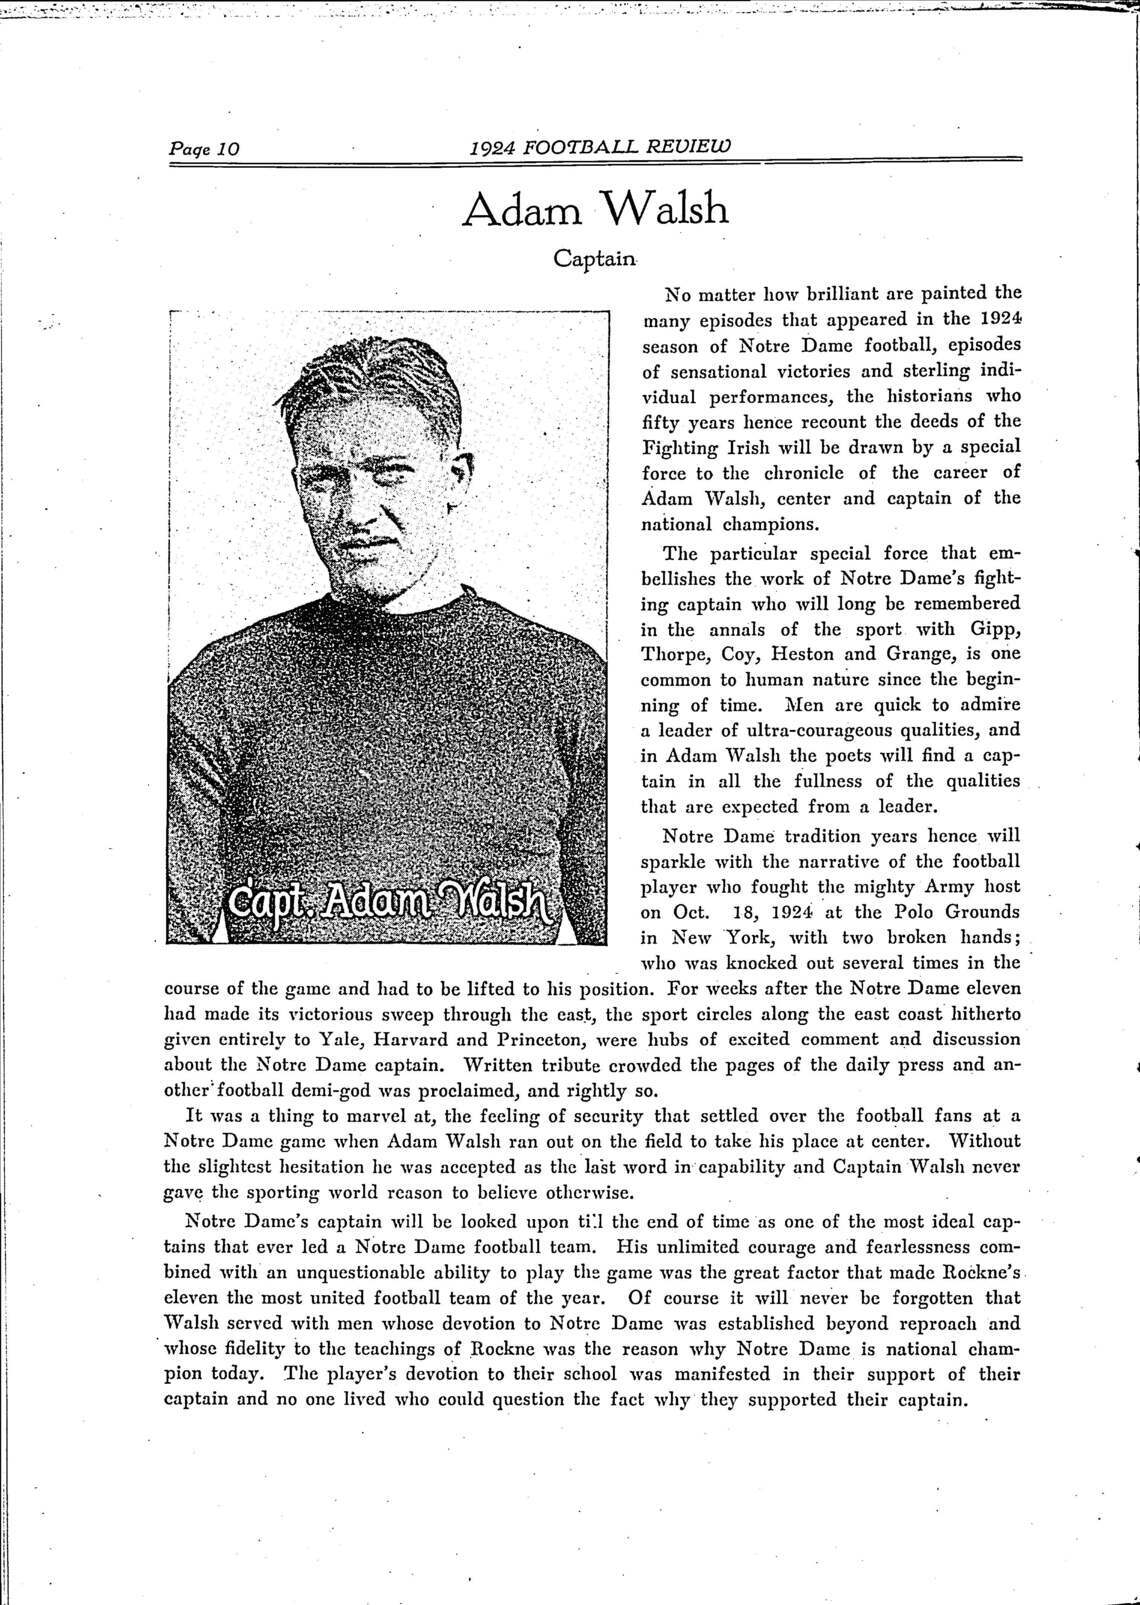 Page 10
1924 FOOTBALL REVIEW
Adam Walsh
Captain
No matter how brilliant are painted the
many episodes that appeared in the 1924
season of Notre Dame football, episodes
of sensational victories and sterling indi-
vidual performances, the historians who
fifty years hence recount the deeds of the
Fighting Irish will be drawn by a special
force to the chronicle of the career of
Adam Walsh, center and captain of the
national champions.
The particular special force that em-
bellishes the work of Notre Dame's fight-
ing captain who will long be remembered
in the annals of the sport with Gipp,
Thorpe, Coy, Heston and Grange, is one
common to human nature since the begin-
ning of time. Men are quick to admire
a leader of ultra-courageous qualities, and
in Adam Walsh the poets will find a cap-
tain in all the fullness of the qualities
that are expected from a leader.
Notre Dame tradition years hence will
sparkle with the narrative of the football
player who fought the mighty Army host
on Oct. 18, 1924 at the Polo Grounds
in New York, with two broken hands;
who was knocked out several times in the
Capt. Adam Walsh
course of the game and had to be lifted to his position. For weeks after the Notre Dame eleven
had made its victorious sweep through the east, the sport circles along the east coast hitherto
given entirely to Yale, Harvard and Princeton, were hubs of excited comment and discussion
about the Notre Dame captain. Written tribute crowded the pages of the daily press and an-
other football demi-god was proclaimed, and rightly so.
It was a thing to marvel at, the feeling of security that settled over the football fans at a
Notre Dame game when Adam Walsh ran out on the field to take his place at center. Without
the slightest hesitation he was accepted as the last word in capability and Captain Walsh never
gave the sporting world reason to believe otherwise.
Notre Dame's captain will be looked upon till the end of time as one of the most ideal cap-
tains that ever led a Notre Dame football team. His unlimited courage and fearlessness com-
bined with an unquestionable ability to play the game was the great factor that made Rockne's
eleven the most united football team of the year. Of course it will never be forgotten that
Walsh served with men whose devotion to Notre Dame was established beyond reproach and
whose fidelity to the teachings of Rockne was the reason why Notre Dame is national cham-
pion today. The player's devotion to their school was manifested in their support of their
captain and no one lived who could question the fact why they supported their captain.